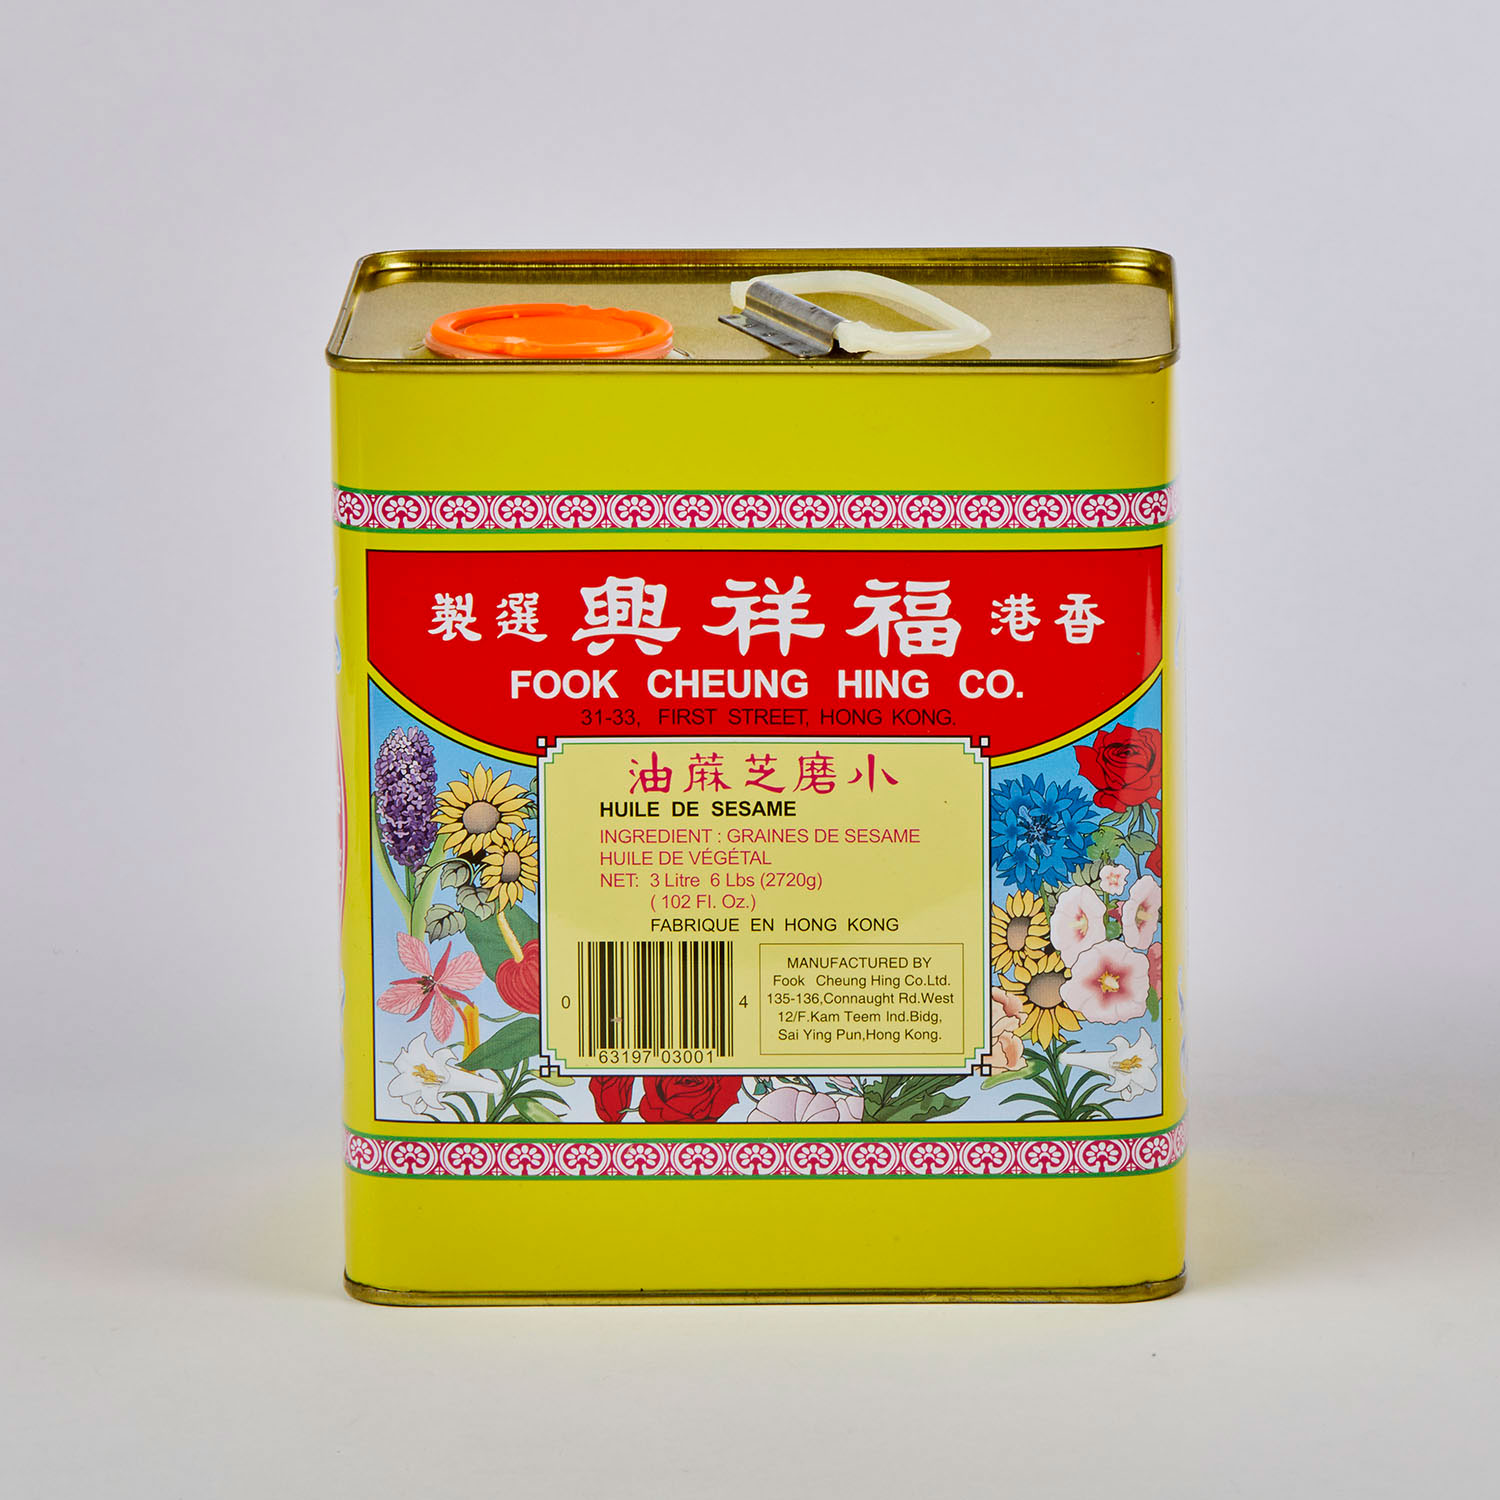 香港 福祥興 選製
FOOK CHEUNG HING CO.
31-33, FIRST STREET, HONG KONG.
小磨芝蔴油
HUILE DE SESAME
INGREDIENT : GRAINES DE SESAME
HUILE DE VÉGÉTAL
NET: 3 Litre 6 Lbs (2720g)
( 102 Fl. Oz.)
FABRIQUE EN HONG KONG
MANUFACTURED BY
Fook Cheung Hing Co.Ltd.
135-136,Connaught Rd.West
12/F.Kam Teem Ind.Bidg,
Sai Ying Pun,Hong Kong.
0 63197 03001 4